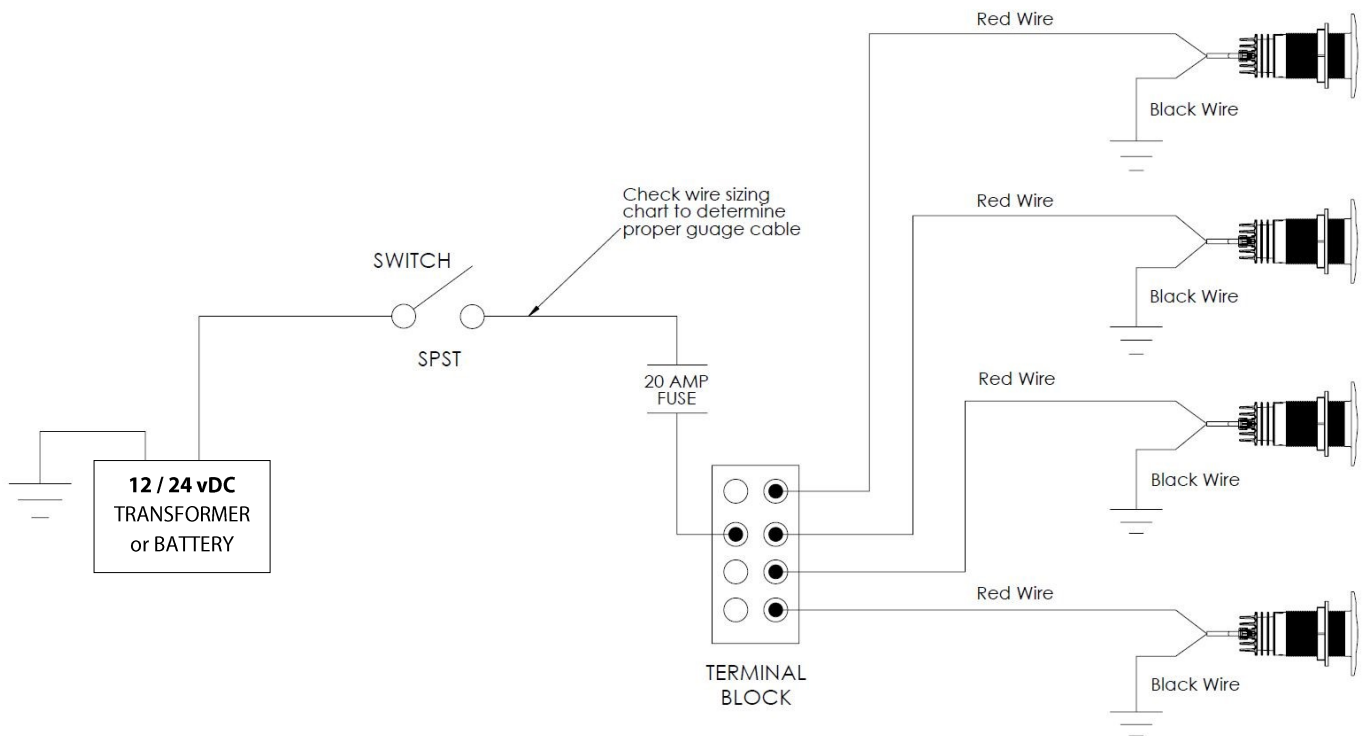 Red Wire
Black Wire
Check wire sizing
chart to determine
proper guage cable
Red Wire
SWITCH
Black Wire
SPST
20 AMP
FUSE
Red Wire
12 / 24 vDC
TRANSFORMER
or BATTERY
Black Wire
Red Wire
TERMINAL
BLOCK
Black Wire